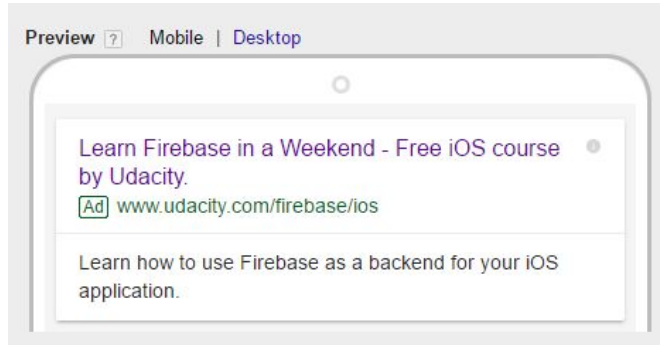 Preview ? Mobile | Desktop
Learn Firebase in a Weekend - Free iOS course
by Udacity.
Ad www.udacity.com/firebase/ios
Learn how to use Firebase as a backend for your iOS
application.